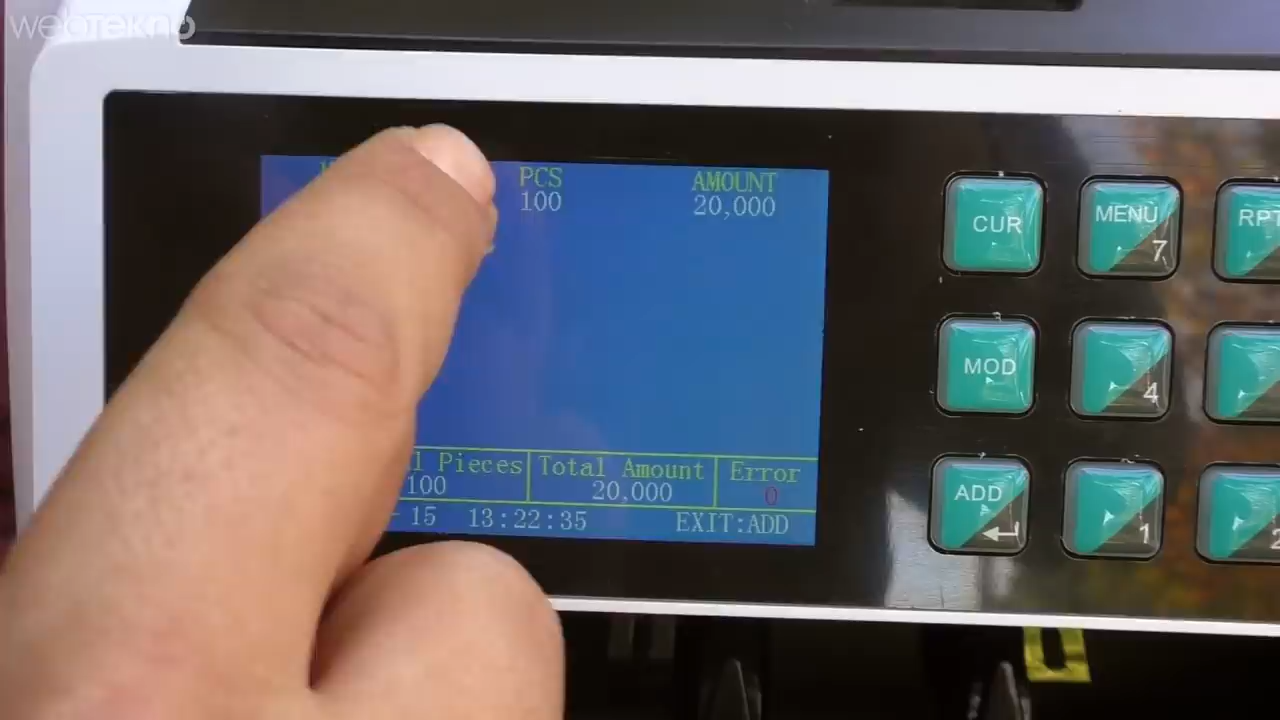 webtekno
PCS AMOUNT
100 20,000
Pieces Total Amount Error
100 20,000 0
15 13:22:35 EXIT:ADD
CUR MENU 7
MOD 4
ADD 1 2